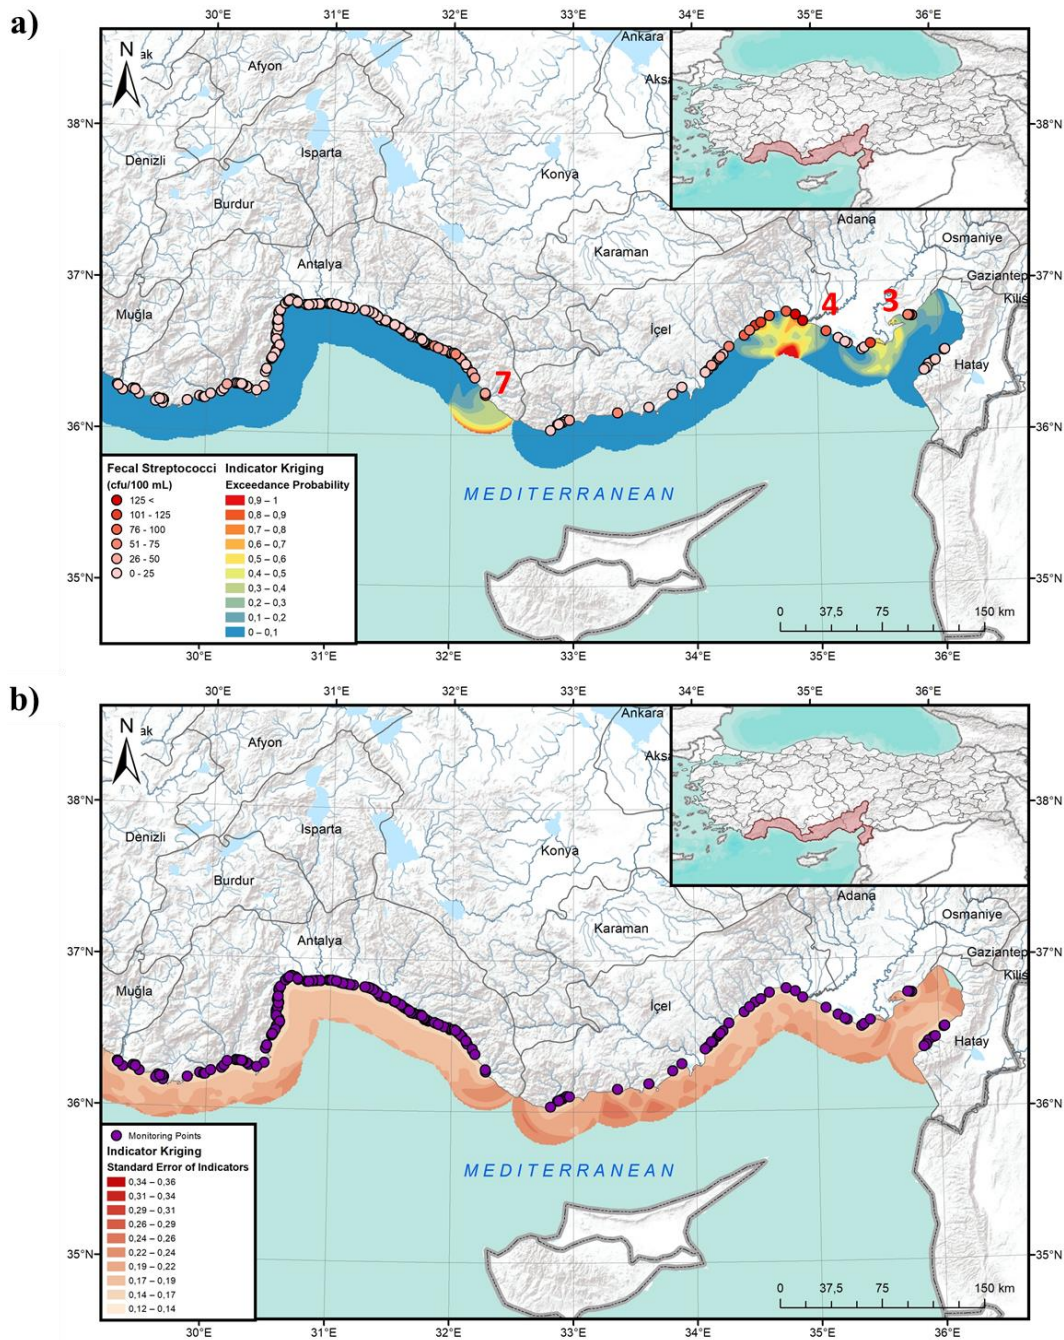 a)
30°E 31°E 32°E 33°E 34°E 35°E 36°E
N
ak
Afyon
Ankara
Aksa
38°N
38°N
Denizli
Isparta
Konya
Burdur
Adana
Osmaniye
Karaman
Antalya
37°N
37°N
Gaziantep
Kilis
Muğla
4
3
İçel
Hatay
7
36°N
36°N
Fecal Streptococci
(cfu/100 mL)
125 <
101 - 125
76 - 100
51 - 75
26 - 50
0 - 25
Indicator Kriging
Exceedance Probability
0,9 – 1
0,8 – 0,9
0,7 – 0,8
0,6 – 0,7
0,5 – 0,6
0,4 – 0,5
0,3 – 0,4
0,2 – 0,3
0,1 – 0,2
0 – 0,1
MEDITERRANEAN
35°N
35°N
0 37,5 75 150 km
30°E 31°E 32°E 33°E 34°E 35°E 36°E
b)
30°E 31°E 32°E 33°E 34°E 35°E 36°E
N
ak
Afyon
Ankara
Aksa
38°N
38°N
Denizli
Isparta
Konya
Burdur
Adana
Osmaniye
Karaman
Antalya
37°N
37°N
Gaziantep
Kilis
Muğla
İçel
Hatay
36°N
36°N
Monitoring Points
Indicator Kriging
Standard Error of Indicators
0,34 – 0,36
0,31 – 0,34
0,29 – 0,31
0,26 – 0,29
0,24 – 0,26
0,22 – 0,24
0,19 – 0,22
0,17 – 0,19
0,14 – 0,17
0,12 – 0,14
MEDITERRANEAN
35°N
35°N
0 37,5 75 150 km
30°E 31°E 32°E 33°E 34°E 35°E 36°E